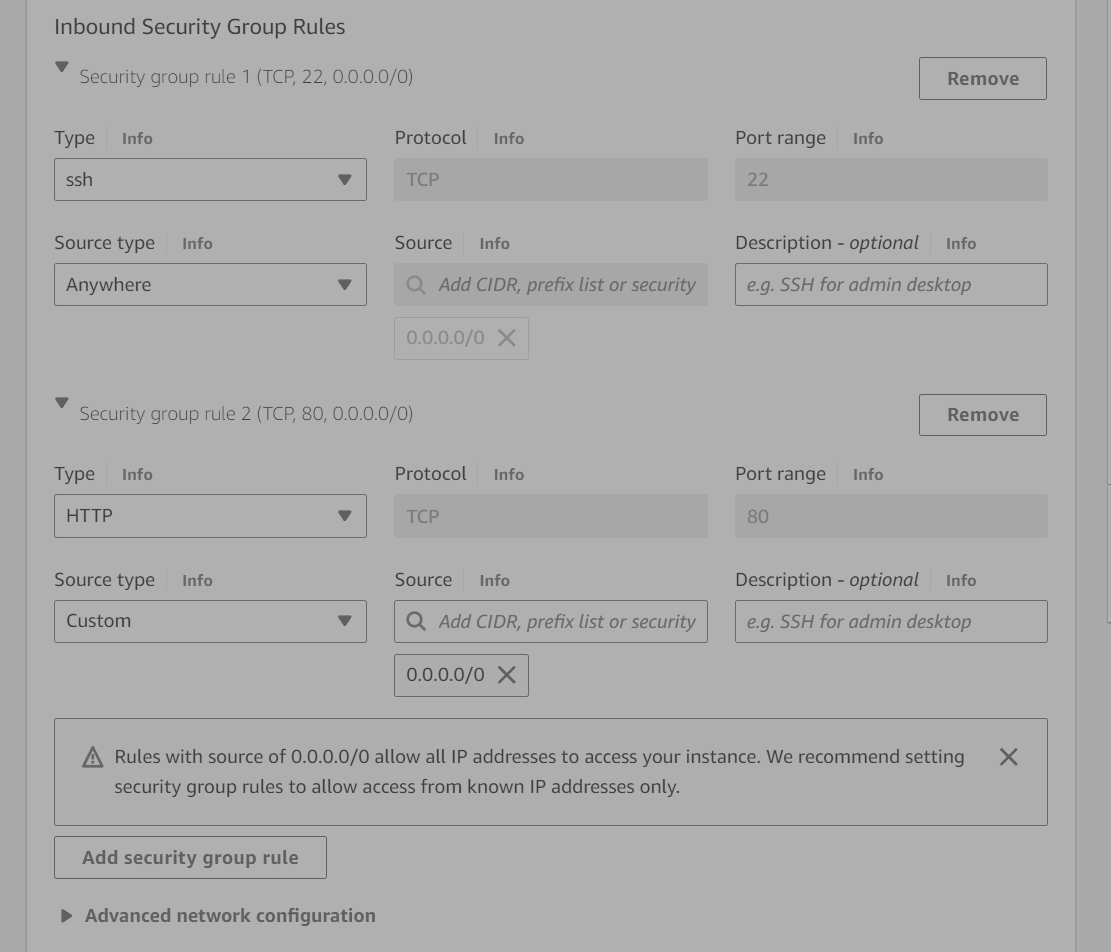 Inbound Security Group Rules
Security group rule 1 (TCP, 22, 0.0.0.0/0)
Remove
Type Info Protocol Info Port range Info
ssh TCP 22
Source type Info Source Info Description - optional Info
Anywhere Add CIDR, prefix list or security e.g. SSH for admin desktop
0.0.0.0/0
Security group rule 2 (TCP, 80, 0.0.0.0/0)
Remove
Type Info Protocol Info Port range Info
HTTP TCP 80
Source type Info Source Info Description - optional Info
Custom Add CIDR, prefix list or security e.g. SSH for admin desktop
0.0.0.0/0
Rules with source of 0.0.0.0/0 allow all IP addresses to access your instance. We recommend setting
security group rules to allow access from known IP addresses only.
Add security group rule
Advanced network configuration